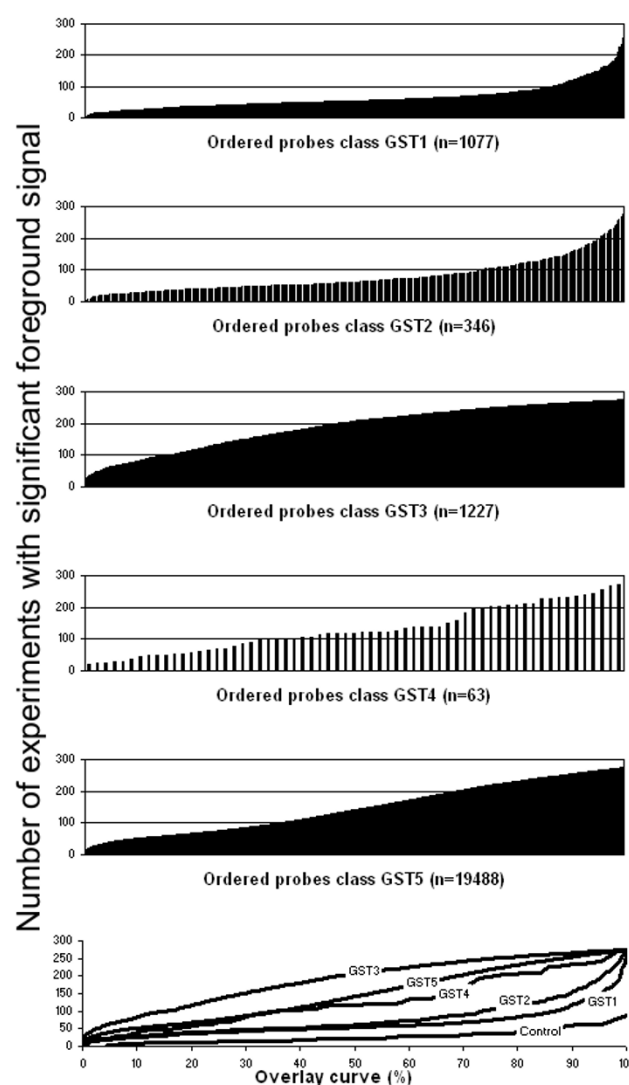 Number of experiments with significant foreground signal
300
200
100
0
Ordered probes class GST1 (n=1077)
300
200
100
0
Ordered probes class GST2 (n=346)
300
200
100
0
Ordered probes class GST3 (n=1227)
300
200
100
0
Ordered probes class GST4 (n=63)
300
200
100
0
Ordered probes class GST5 (n=19488)
300
250
200
150
100
50
0
GST3
GST5
GST4
GST2
GST1
Control
0 10 20 30 40 50 60 70 80 90 10
Overlay curve (%)